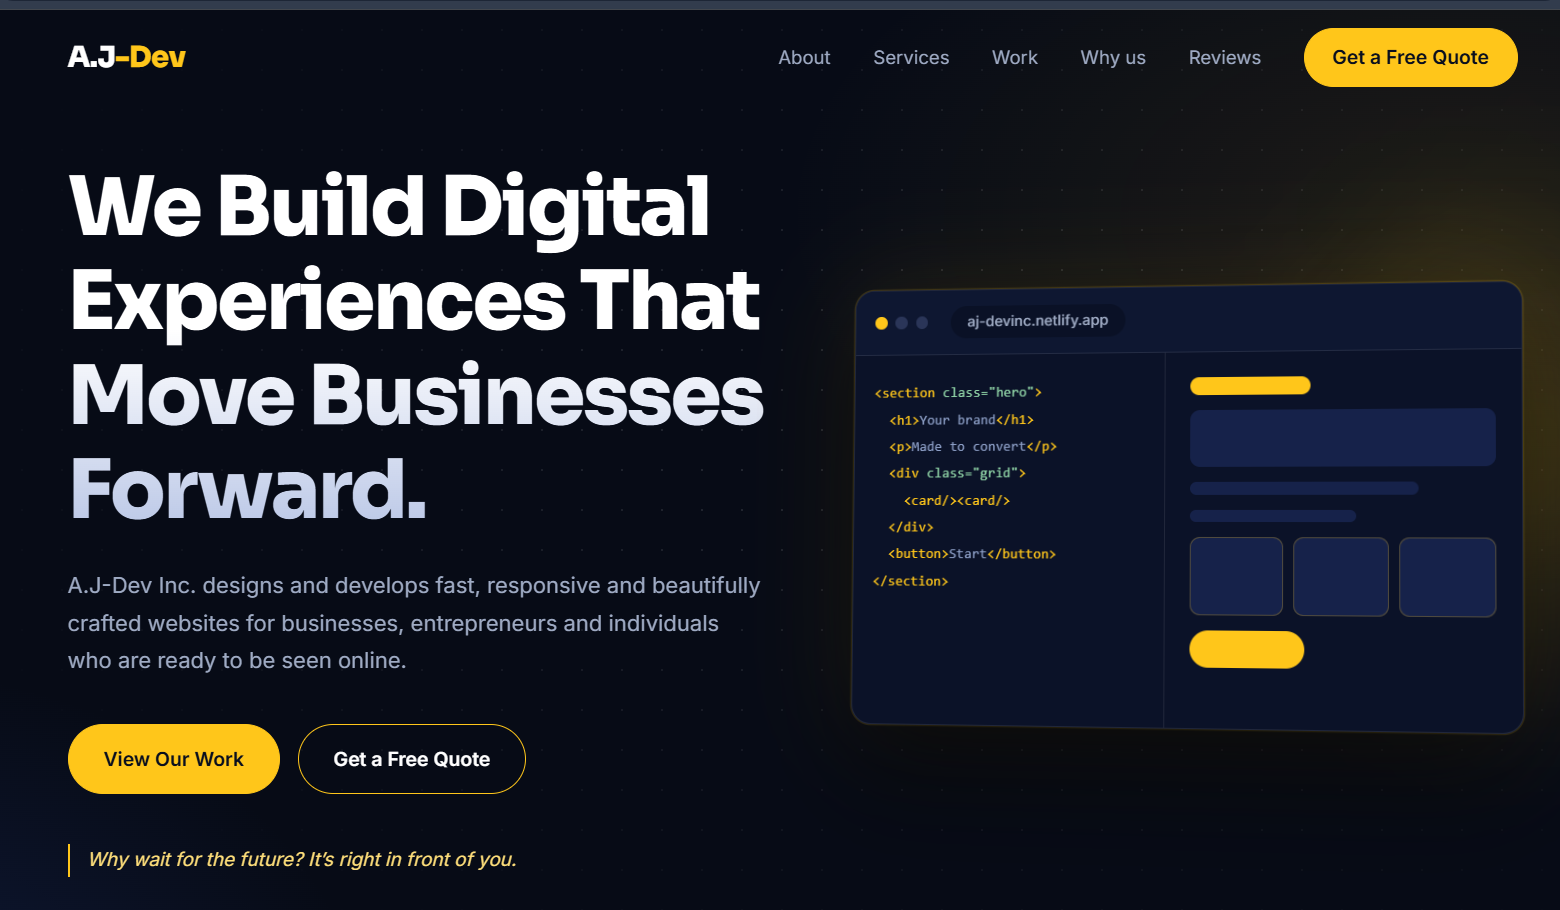 A.J-Dev
About Services Work Why us Reviews Get a Free Quote
We Build Digital
Experiences That
Move Businesses
Forward.
A.J-Dev Inc. designs and develops fast, responsive and beautifully
crafted websites for businesses, entrepreneurs and individuals
who are ready to be seen online.
View Our Work Get a Free Quote
Why wait for the future? It’s right in front of you.
aj-devinc.netlify.app
<section class="hero">
<h1>Your brand</h1>
<p>Made to convert</p>
<div class="grid">
<card/><card/>
</div>
<button>Start</button>
</section>